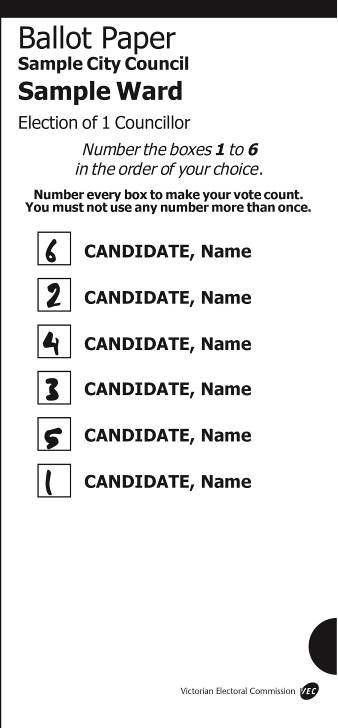 Ballot Paper
Sample City Council
Sample Ward
Election of 1 Councillor
Number the boxes 1 to 6
in the order of your choice.
Number every box to make your vote count.
You must not use any number more than once.
6 CANDIDATE, Name
2 CANDIDATE, Name
4 CANDIDATE, Name
3 CANDIDATE, Name
5 CANDIDATE, Name
1 CANDIDATE, Name
Victorian Electoral Commission VEC